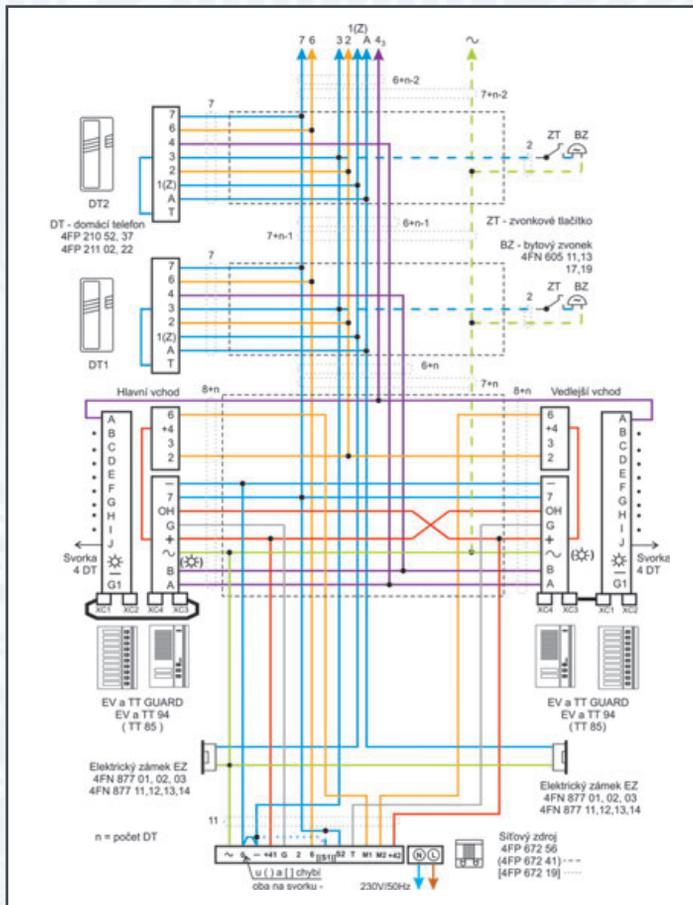 1(Z)
7 6 3 2 A 4₃ ~
6+n-2
7+n-2
7
7
6
4
3
2
1(Z)
A
T
DT2
2
ZT BZ
DT - domácí telefon
4FP 210 52, 37
4FP 211 02, 22
6+n-1
7+n-1
ZT - zvonkové tlačítko
BZ - bytový zvonek
4FN 605 11,13
17,19
7
7
6
4
3
2
1(Z)
A
T
DT1
2
ZT BZ
6+n
7+n
Hlavní vchod
8+n
8+n
Vedlejší vchod
A
B
C
D
E
F
G
H
I
J
G1
6
+4
3
2
–
7
OH
G
+
~
B
A
6
+4
3
2
–
7
OH
G
+
~
B
A
A
B
C
D
E
F
G
H
I
J
G1
Svorka
4 DT
Svorka
4 DT
XC1 XC2 XC4 XC3
XC4 XC3 XC1 XC2
EV a TT GUARD
EV a TT 94
( TT 85 )
EV a TT GUARD
EV a TT 94
(TT 85)
Elektrický zámek EZ
4FN 877 01, 02, 03
4FN 877 11,12,13,14
Elektrický zámek EZ
4FN 877 01, 02, 03
4FN 877 11,12,13,14
n = počet DT
11
~ 0 – +41 G 2 6 [[S1]] S2 T M1 M2 +42
N L
u ( ) a [ ] chybí
oba na svorku -
230V/50Hz
Síťový zdroj
4FP 672 56
(4FP 672 41) ---
[4FP 672 19] ......